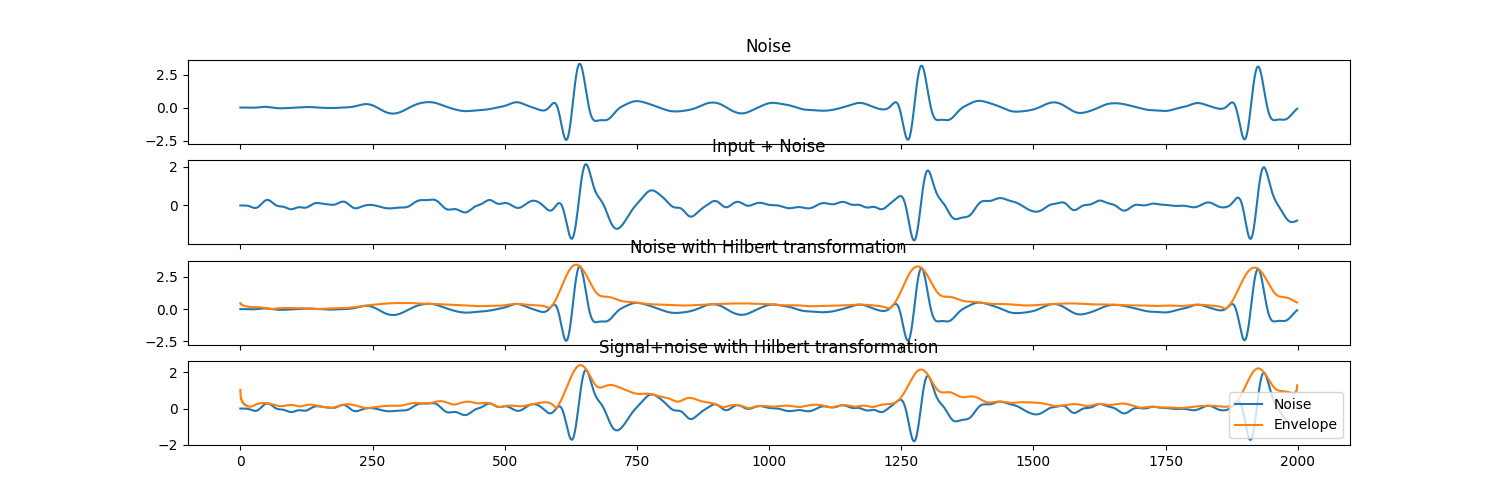 Noise
2.5
0.0
−2.5
Input + Noise
2
0
Noise with Hilbert transformation
2.5
0.0
−2.5
Signal+noise with Hilbert transformation
2
0
−2
Noise
Envelope
0 250 500 750 1000 1250 1500 1750 2000